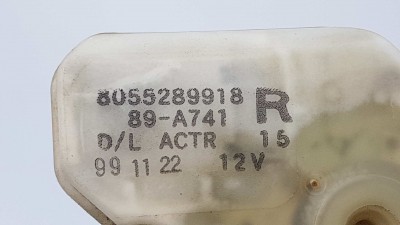 8055289918 R
89-A741
D/L ACTR 15
99 11 22 12V